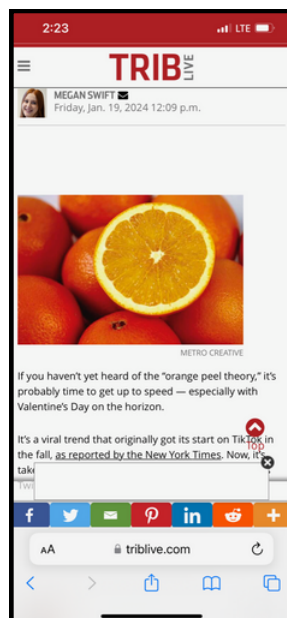 2:23 LTE
TRIB LIVE
MEGAN SWIFT
Friday, Jan. 19, 2024 12:09 p.m.
METRO CREATIVE
If you haven't yet heard of the “orange peel theory,” it's
probably time to get up to speed — especially with
Valentine's Day on the horizon.
It's a viral trend that originally got its start on TikTok in
Top
the fall, as reported by the New York Times. Now, it's
AA triblive.com